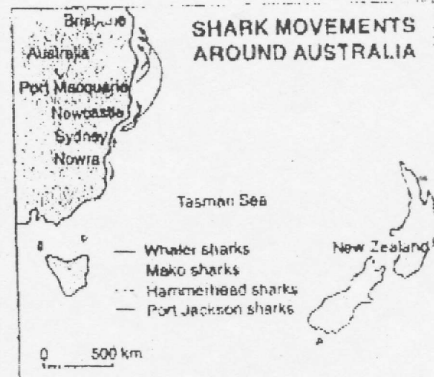 SHARK MOVEMENTS
AROUND AUSTRALIA
Brisbane
Australia
Port Macquarie
Newcastle
Sydney
Nowra
Tasman Sea
New Zealand
Whaler sharks
Mako sharks
Hammerhead sharks
Port Jackson sharks
0 500 km